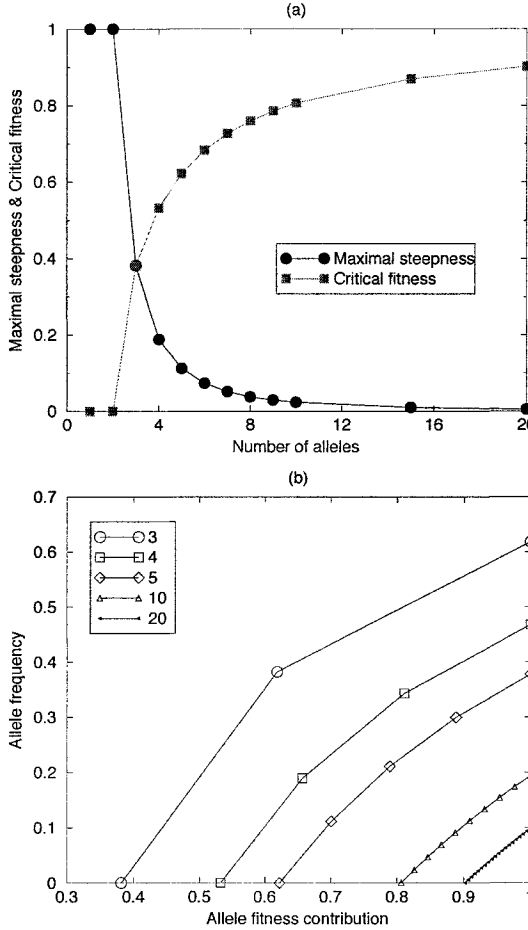 (a)
Maximal steepness & Critical fitness
1
0.8
0.6
0.4
0.2
0
Maximal steepness
Critical fitness
0 4 8 12 16 20
Number of alleles
(b)
Allele frequency
0.7
0.6
0.5
0.4
0.3
0.2
0.1
0
3
4
5
10
20
0.3 0.4 0.5 0.6 0.7 0.8 0.9 1
Allele fitness contribution